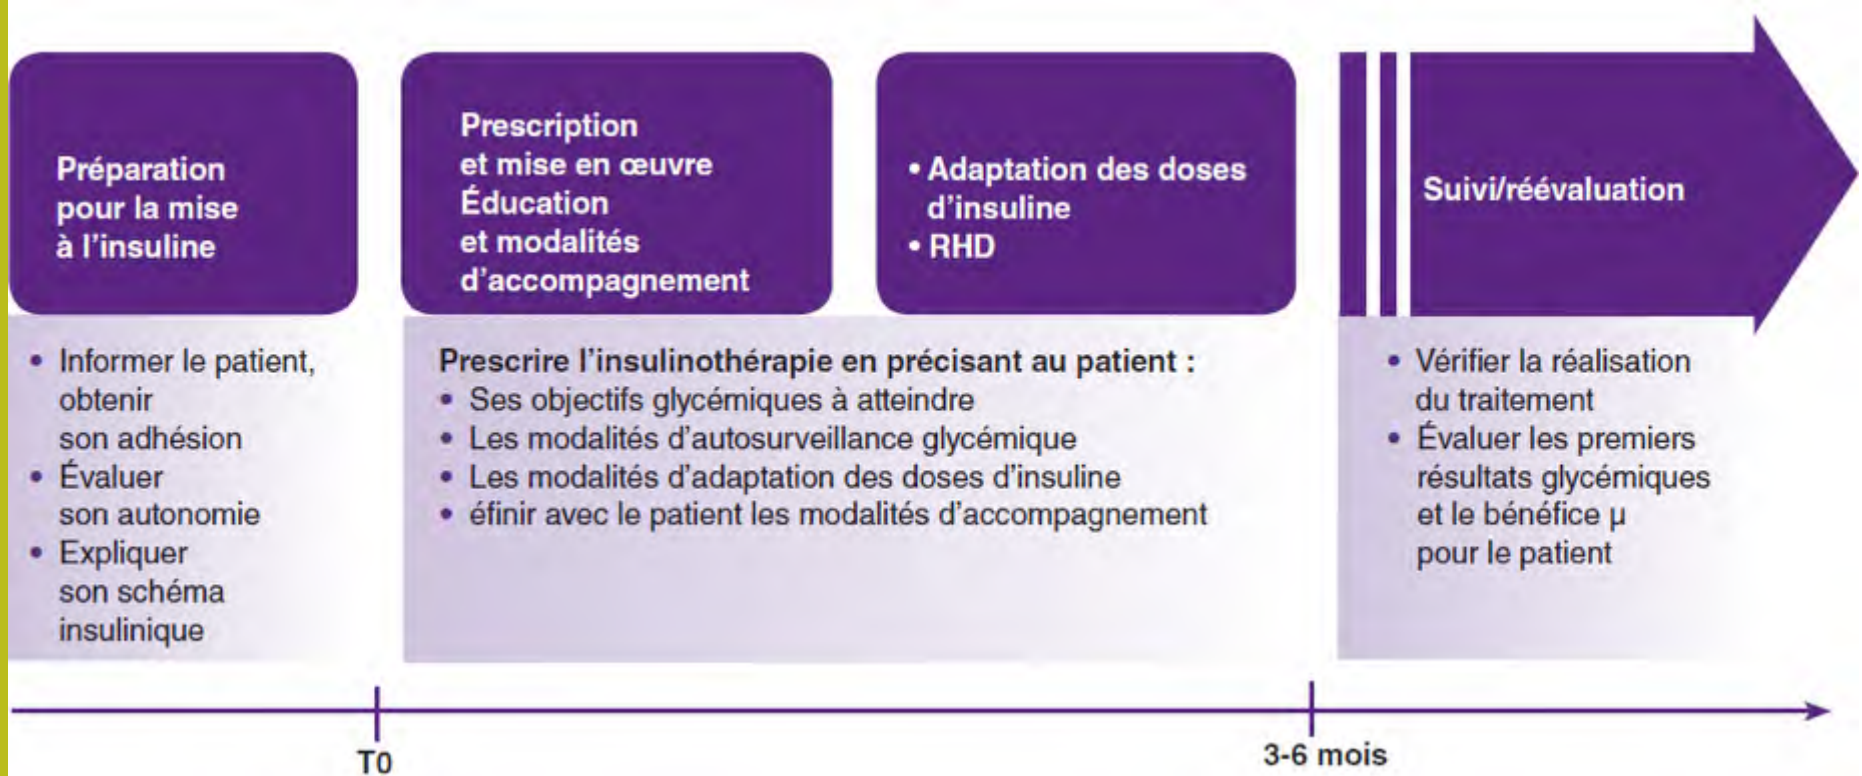 Préparation
pour la mise
à l'insuline
Prescription
et mise en œuvre
Éducation
et modalités
d'accompagnement
• Adaptation des doses
d'insuline
• RHD
Suivi/réévaluation
• Informer le patient,
obtenir
son adhésion
• Évaluer
son autonomie
• Expliquer
son schéma
insulinique
Prescrire l'insulinothérapie en précisant au patient :
• Ses objectifs glycémiques à atteindre
• Les modalités d'autosurveillance glycémique
• Les modalités d'adaptation des doses d'insuline
• éfinir avec le patient les modalités d'accompagnement
• Vérifier la réalisation
du traitement
• Évaluer les premiers
résultats glycémiques
et le bénéfice µ
pour le patient
T0
3-6 mois